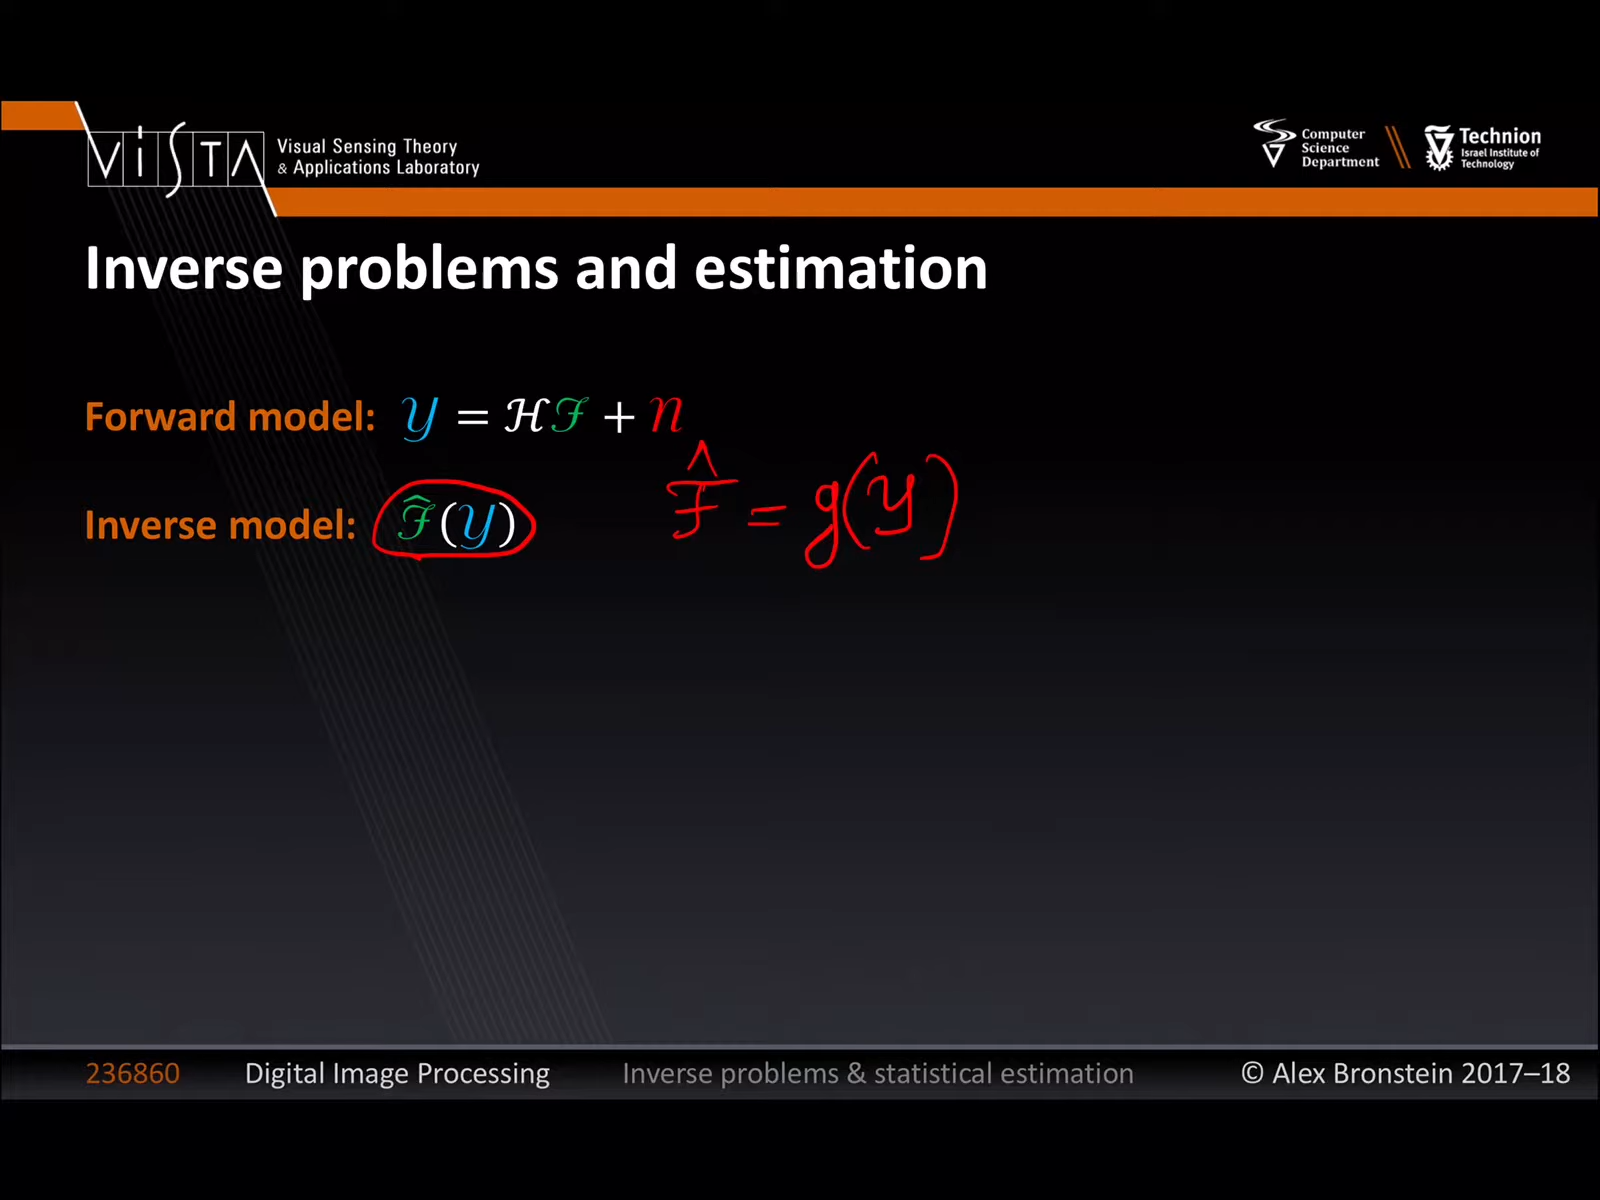 ViSTA
Visual Sensing Theory
& Applications Laboratory
Computer
Science
Department
Technion
Israel Institute of
Technology
Inverse problems and estimation
Forward model: 𝒴 = ℋℱ + 𝓃
Inverse model: ℱ̂(𝒴)
ℱ̂ = g(𝒴)
236860 Digital Image Processing Inverse problems & statistical estimation © Alex Bronstein 2017–18